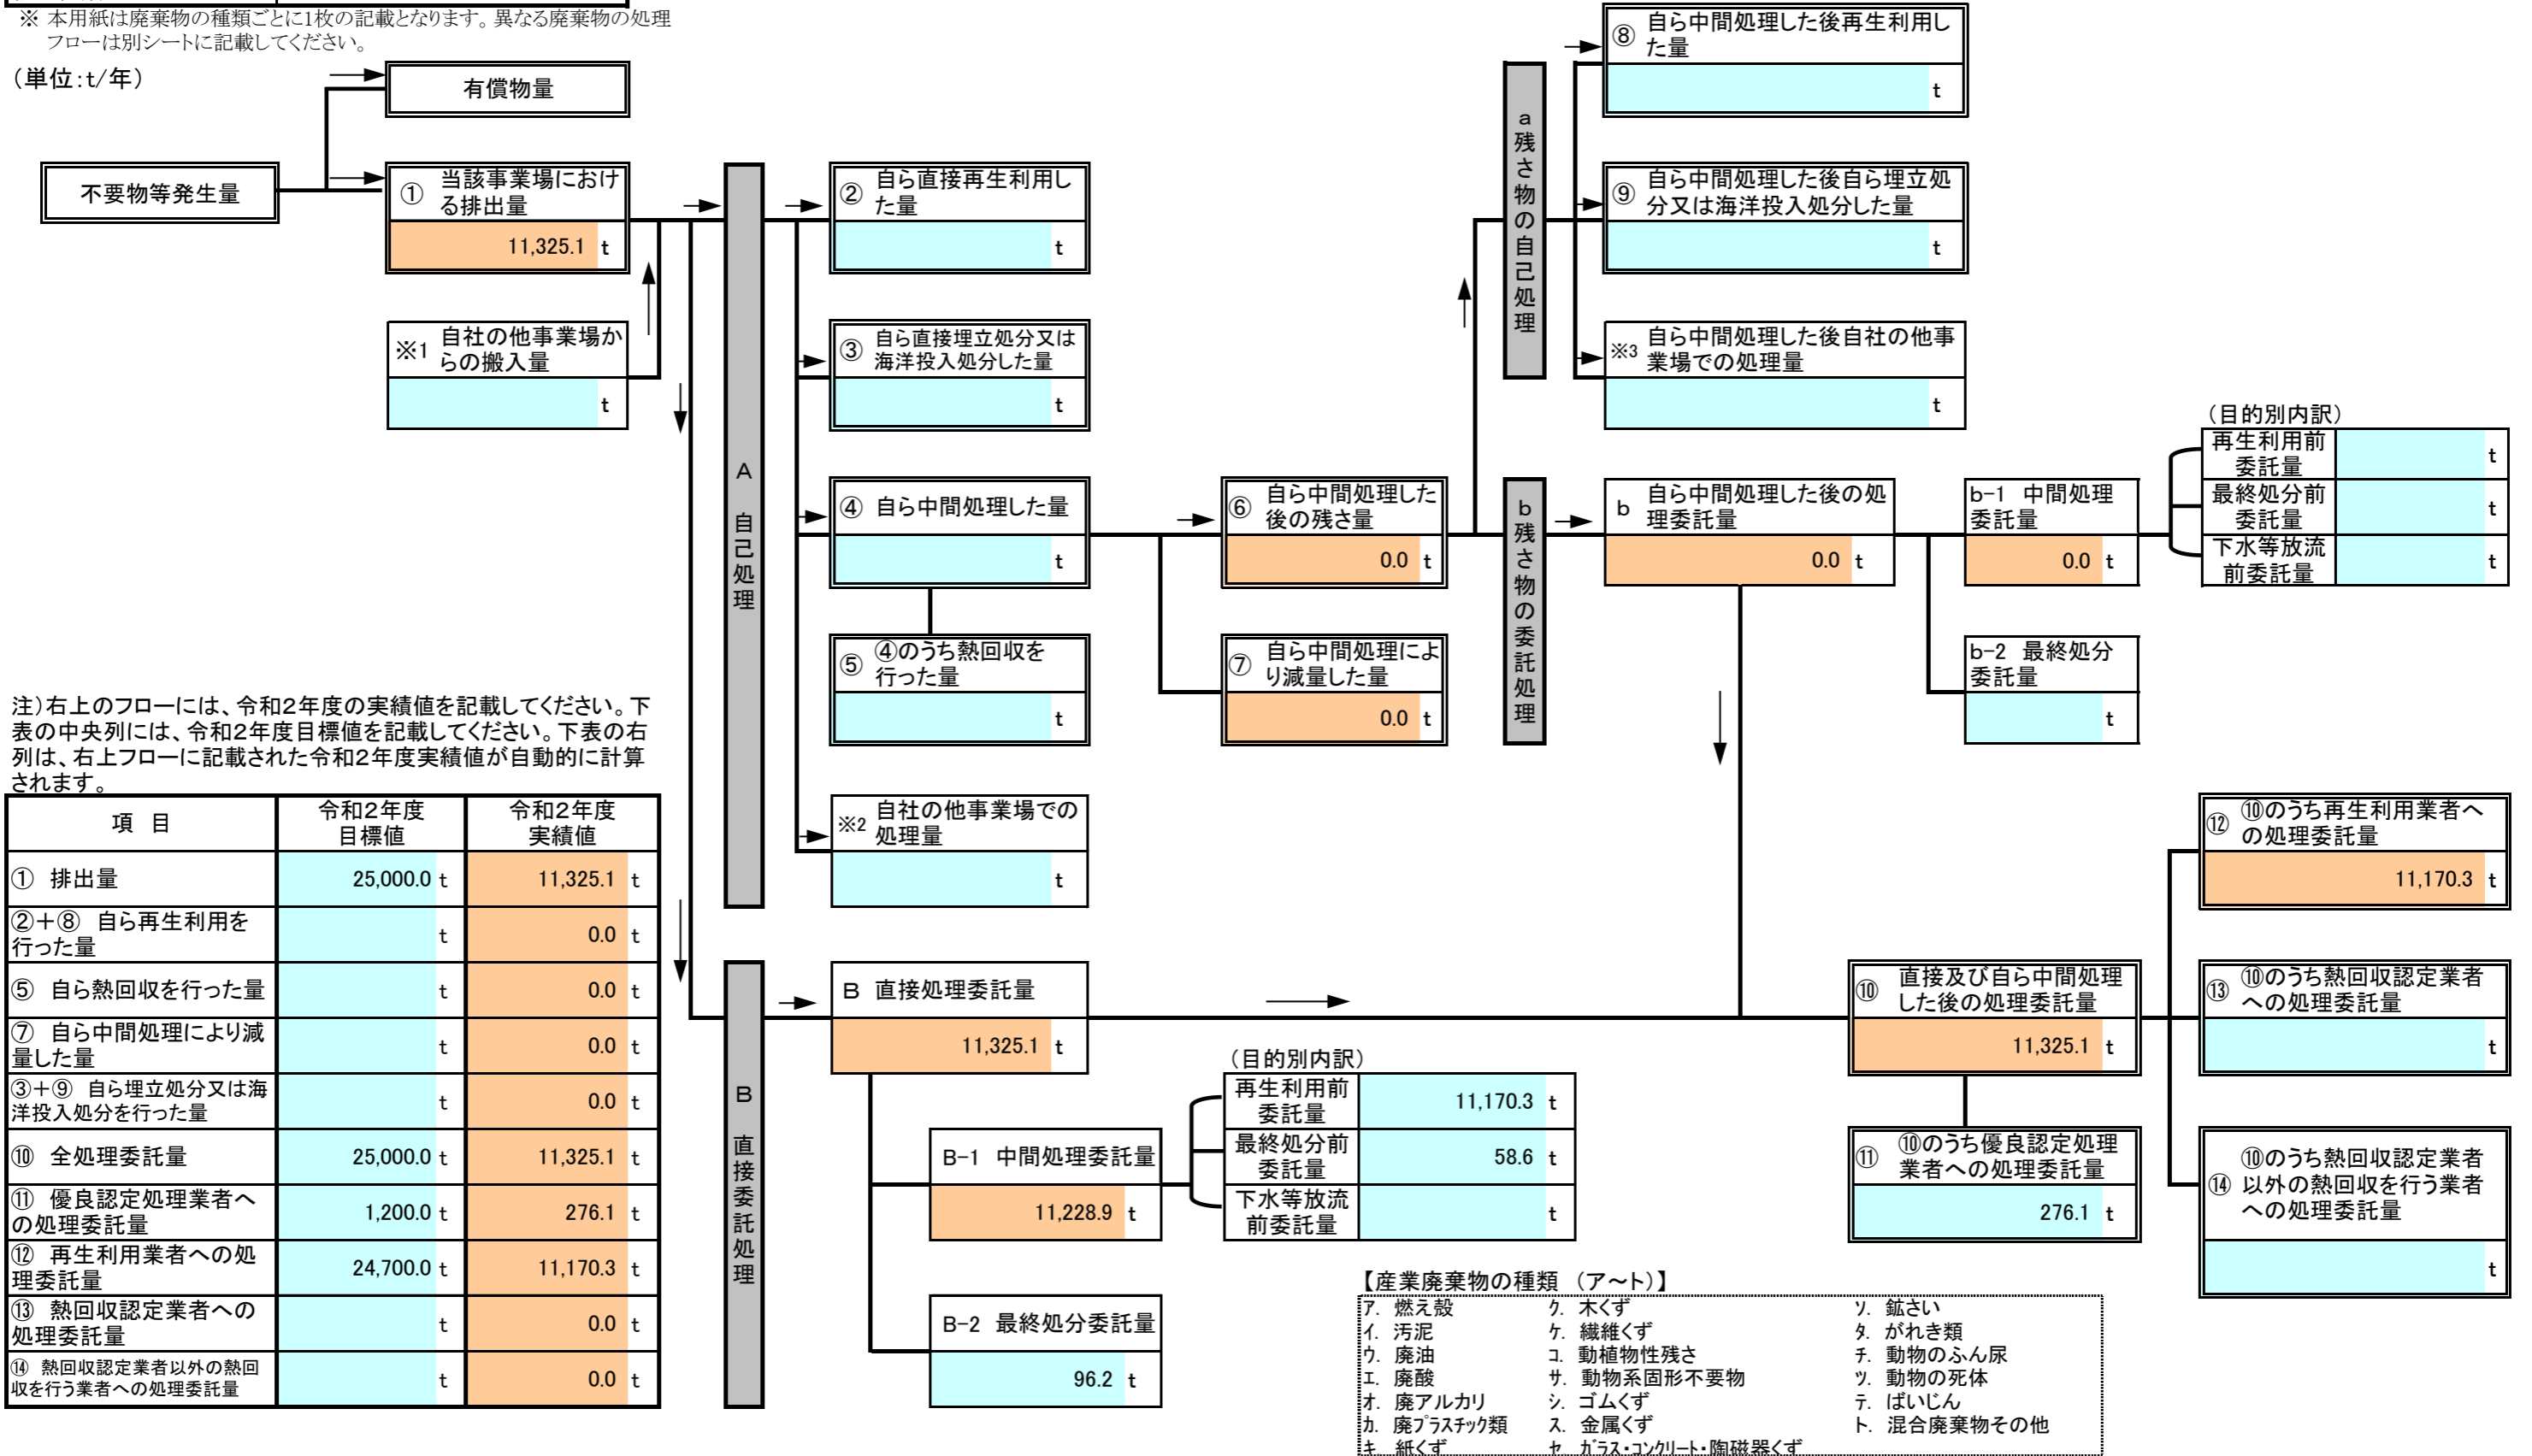 ※ 本用紙は廃棄物の種類ごとに1枚の記載となります。異なる廃棄物の処理
フローは別シートに記載してください。
(単位:t/年)
有償物量
不要物等発生量
① 当該事業場におけ
る排出量
11,325.1 t
※1 自社の他事業場か
らの搬入量
t
A 自己処理
② 自ら直接再生利用し
た量
t
③ 自ら直接埋立処分又は
海洋投入処分した量
t
④ 自ら中間処理した量
t
⑤ ④のうち熱回収を
行った量
t
※2 自社の他事業場での
処理量
t
⑥ 自ら中間処理した
後の残さ量
0.0 t
⑦ 自ら中間処理によ
り減量した量
0.0 t
a 残さ物の自己処理
⑧ 自ら中間処理した後再生利用し
た量
t
⑨ 自ら中間処理した後自ら埋立処
分又は海洋投入処分した量
t
※3 自ら中間処理した後自社の他事
業場での処理量
t
b 残さ物の委託処理
b 自ら中間処理した後の処
理委託量
0.0 t
b-1 中間処理
委託量
0.0 t
b-2 最終処分
委託量
t
(目的別内訳)
再生利用前
委託量
t
最終処分前
委託量
t
下水等放流
前委託量
t
注)右上のフローには、令和2年度の実績値を記載してください。下
表の中央列には、令和2年度目標値を記載してください。下表の右
列は、右上フローに記載された令和2年度実績値が自動的に計算
されます。
項 目 令和2年度 令和2年度
目標値 実績値
① 排出量 25,000.0 t 11,325.1 t
②+⑧ 自ら再生利用を
行った量 t 0.0 t
⑤ 自ら熱回収を行った量 t 0.0 t
⑦ 自ら中間処理により減
量した量 t 0.0 t
③+⑨ 自ら埋立処分又は海
洋投入処分を行った量 t 0.0 t
⑩ 全処理委託量 25,000.0 t 11,325.1 t
⑪ 優良認定処理業者へ
の処理委託量 1,200.0 t 276.1 t
⑫ 再生利用業者への処
理委託量 24,700.0 t 11,170.3 t
⑬ 熱回収認定業者への
処理委託量 t 0.0 t
⑭ 熱回収認定業者以外の熱回
収を行う業者への処理委託量 t 0.0 t
B 直接委託処理
B 直接処理委託量
11,325.1 t
B-1 中間処理委託量
11,228.9 t
B-2 最終処分委託量
96.2 t
(目的別内訳)
再生利用前
委託量
11,170.3 t
最終処分前
委託量
58.6 t
下水等放流
前委託量
t
⑩ 直接及び自ら中間処理
した後の処理委託量
11,325.1 t
⑪ ⑩のうち優良認定処理
業者への処理委託量
276.1 t
⑫ ⑩のうち再生利用業者へ
の処理委託量
11,170.3 t
⑬ ⑩のうち熱回収認定業者
への処理委託量
t
⑭ ⑩のうち熱回収認定業者
以外の熱回収を行う業者
への処理委託量
t
【産業廃棄物の種類 (ア~ト)】
ア. 燃え殻 ク. 木くず ソ. 鉱さい
イ. 汚泥 ケ. 繊維くず タ. がれき類
ウ. 廃油 コ. 動植物性残さ チ. 動物のふん尿
エ. 廃酸 サ. 動物系固形不要物 ツ. 動物の死体
オ. 廃アルカリ シ. ゴムくず テ. ばいじん
カ. 廃プラスチック類 ス. 金属くず ト. 混合廃棄物その他
キ 紙くず セ ガラス・コンクリート・陶磁器くず